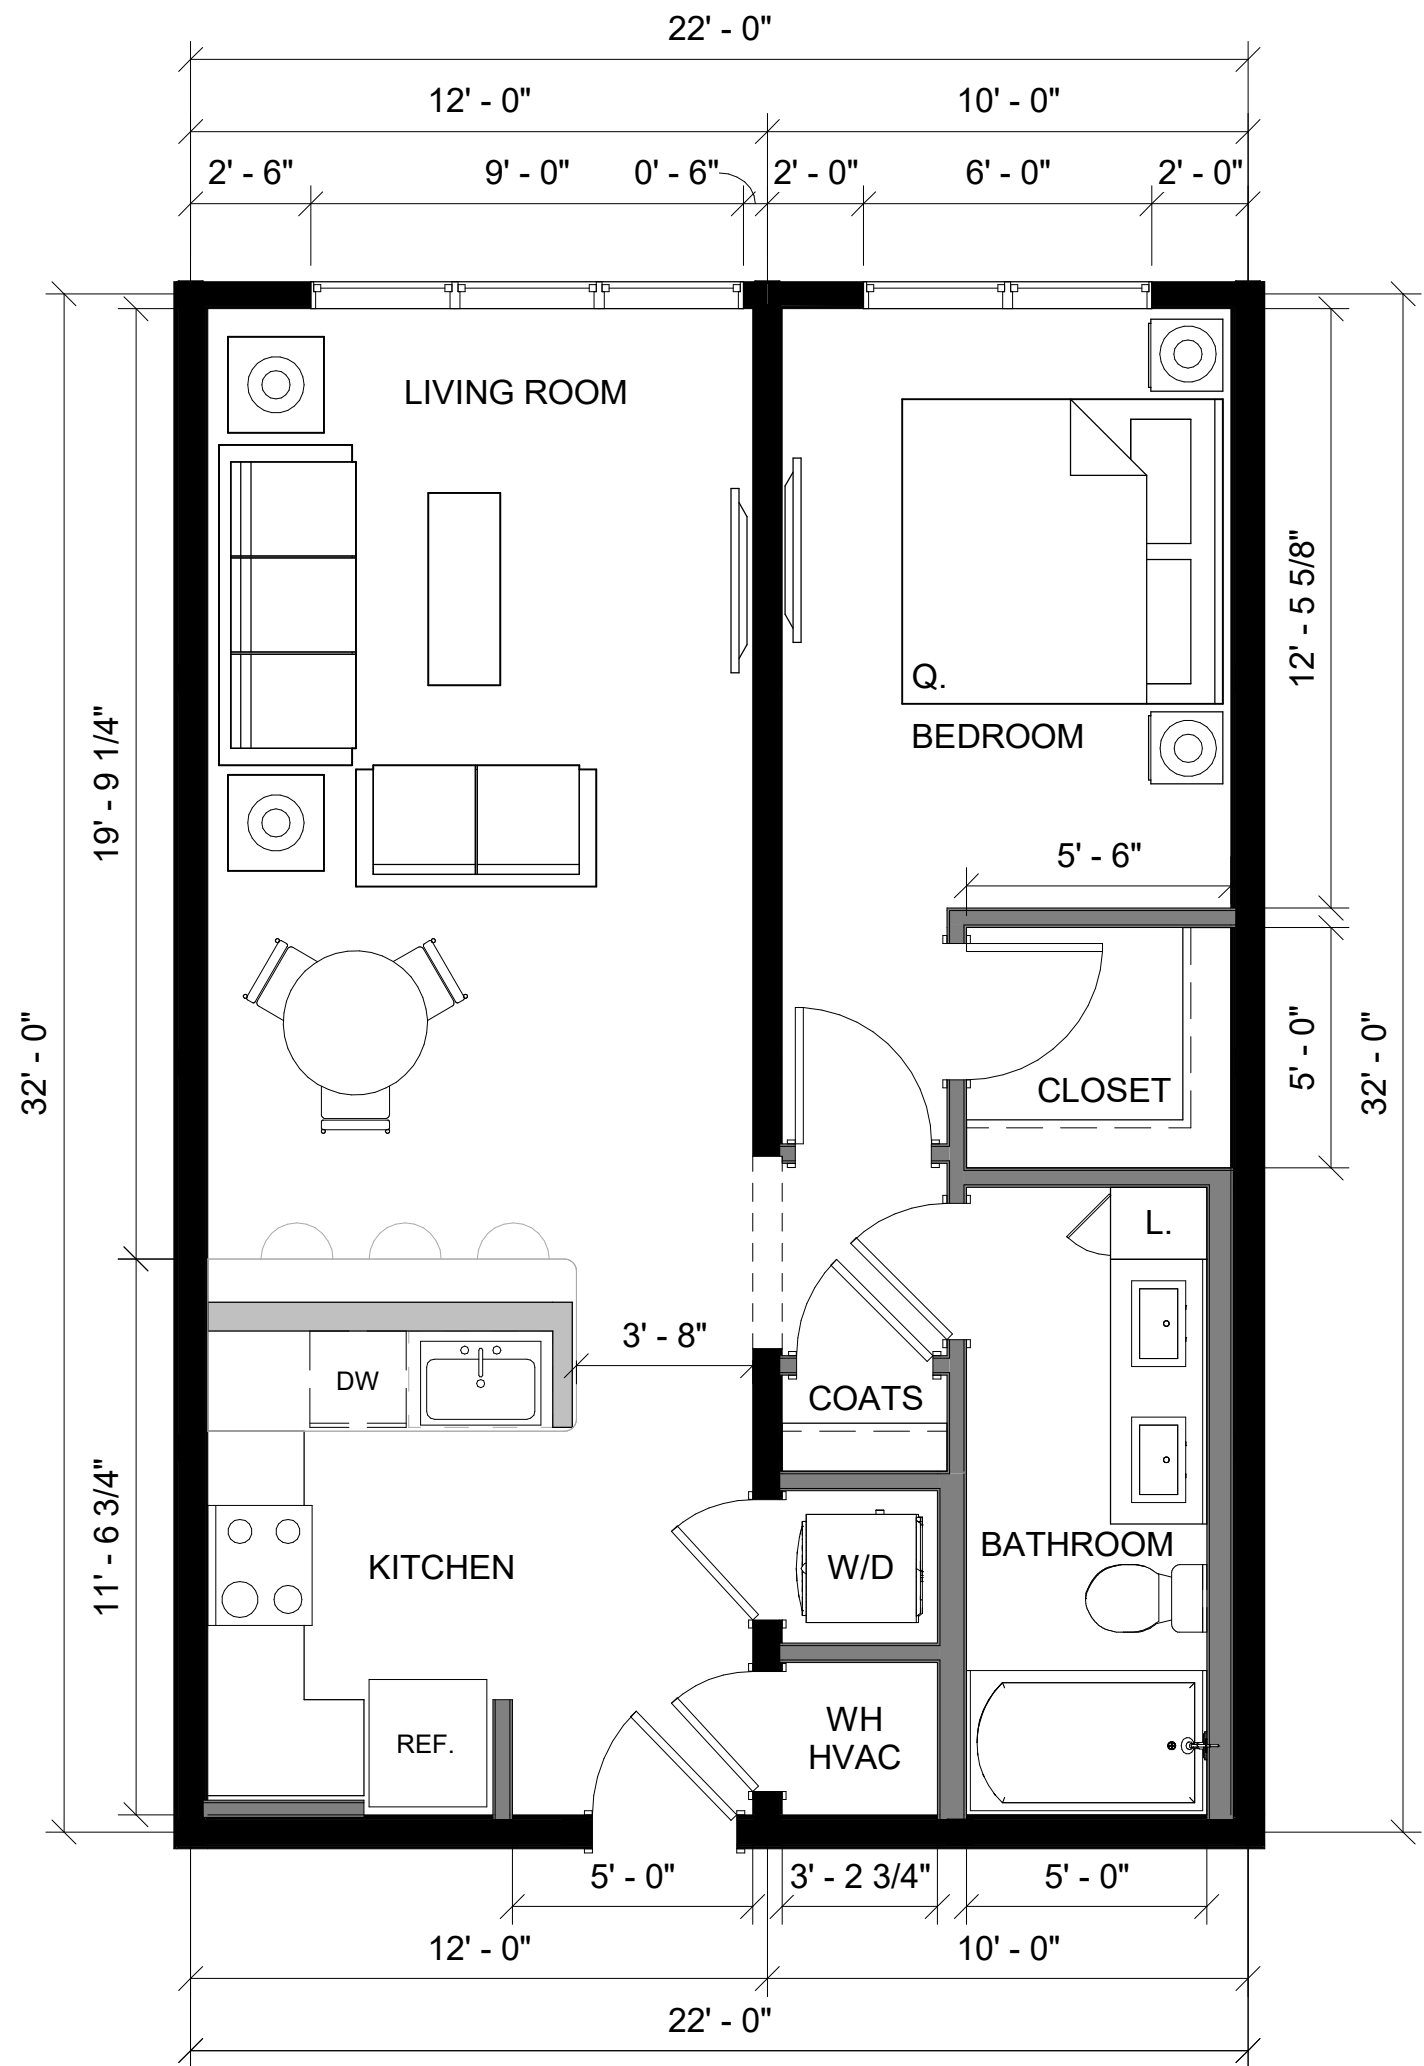 22' - 0"
12' - 0"
10' - 0"
2' - 6"
9' - 0"
0' - 6"
2' - 0"
6' - 0"
2' - 0"
LIVING ROOM
12' - 5 5/8"
Q.
BEDROOM
19' - 9 1/4"
5' - 6"
32' - 0"
5' - 0"
32' - 0"
CLOSET
L.
3' - 8"
DW
COATS
11' - 6 3/4"
KITCHEN
W/D
BATHROOM
REF.
WH
HVAC
5' - 0"
3' - 2 3/4"
5' - 0"
12' - 0"
10' - 0"
22' - 0"